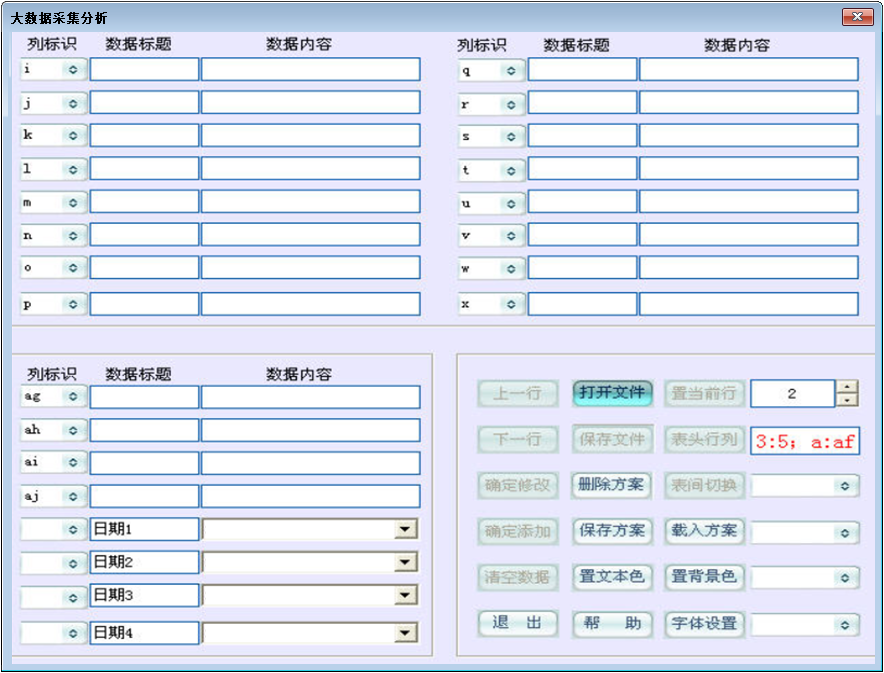 大数据采集分析
列标识 数据标题 数据内容 列标识 数据标题 数据内容
i q
j r
k s
l t
m u
n v
o w
p x
列标识 数据标题 数据内容
ag
ah
ai
aj
日期1
日期2
日期3
日期4
上一行 打开文件 置当前行 2
下一行 保存文件 表头行列 3:5; a:af
确定修改 删除方案 表间切换
确定添加 保存方案 载入方案
清空数据 置文本色 置背景色
退 出 帮 助 字体设置